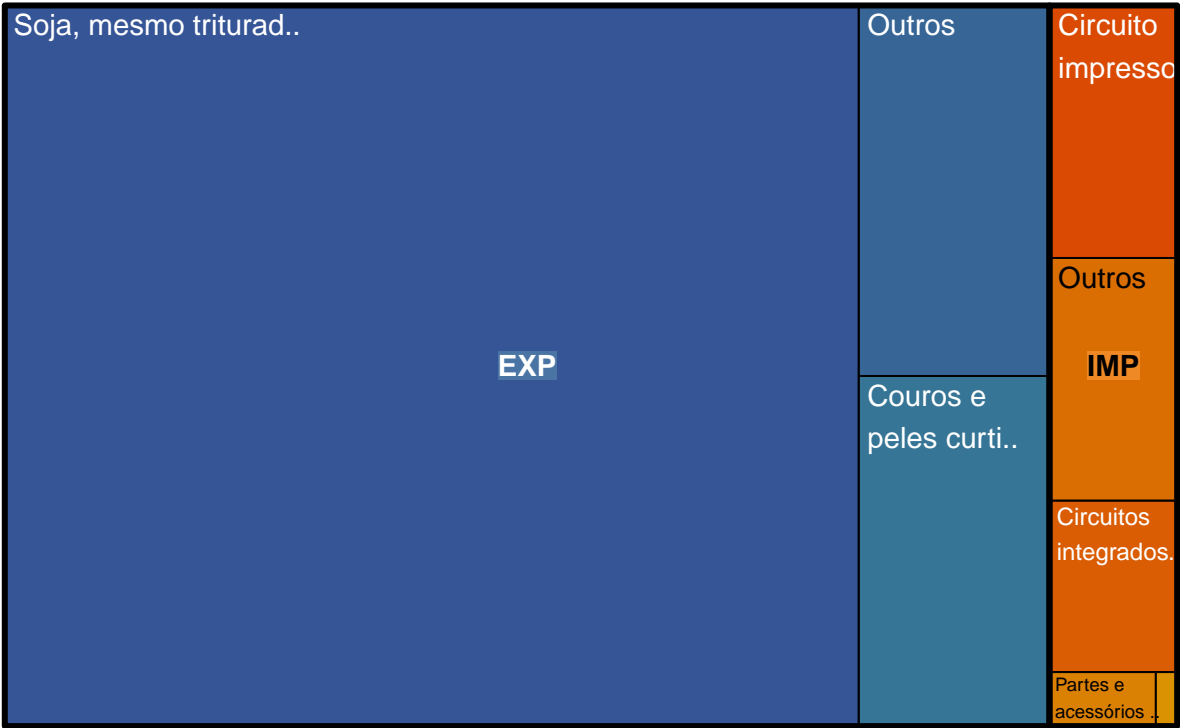 Soja, mesmo triturad..
EXP
Outros
Couros e
peles curti..
Circuito
impresso
Outros
IMP
Circuitos
integrados.
Partes e
acessórios ..